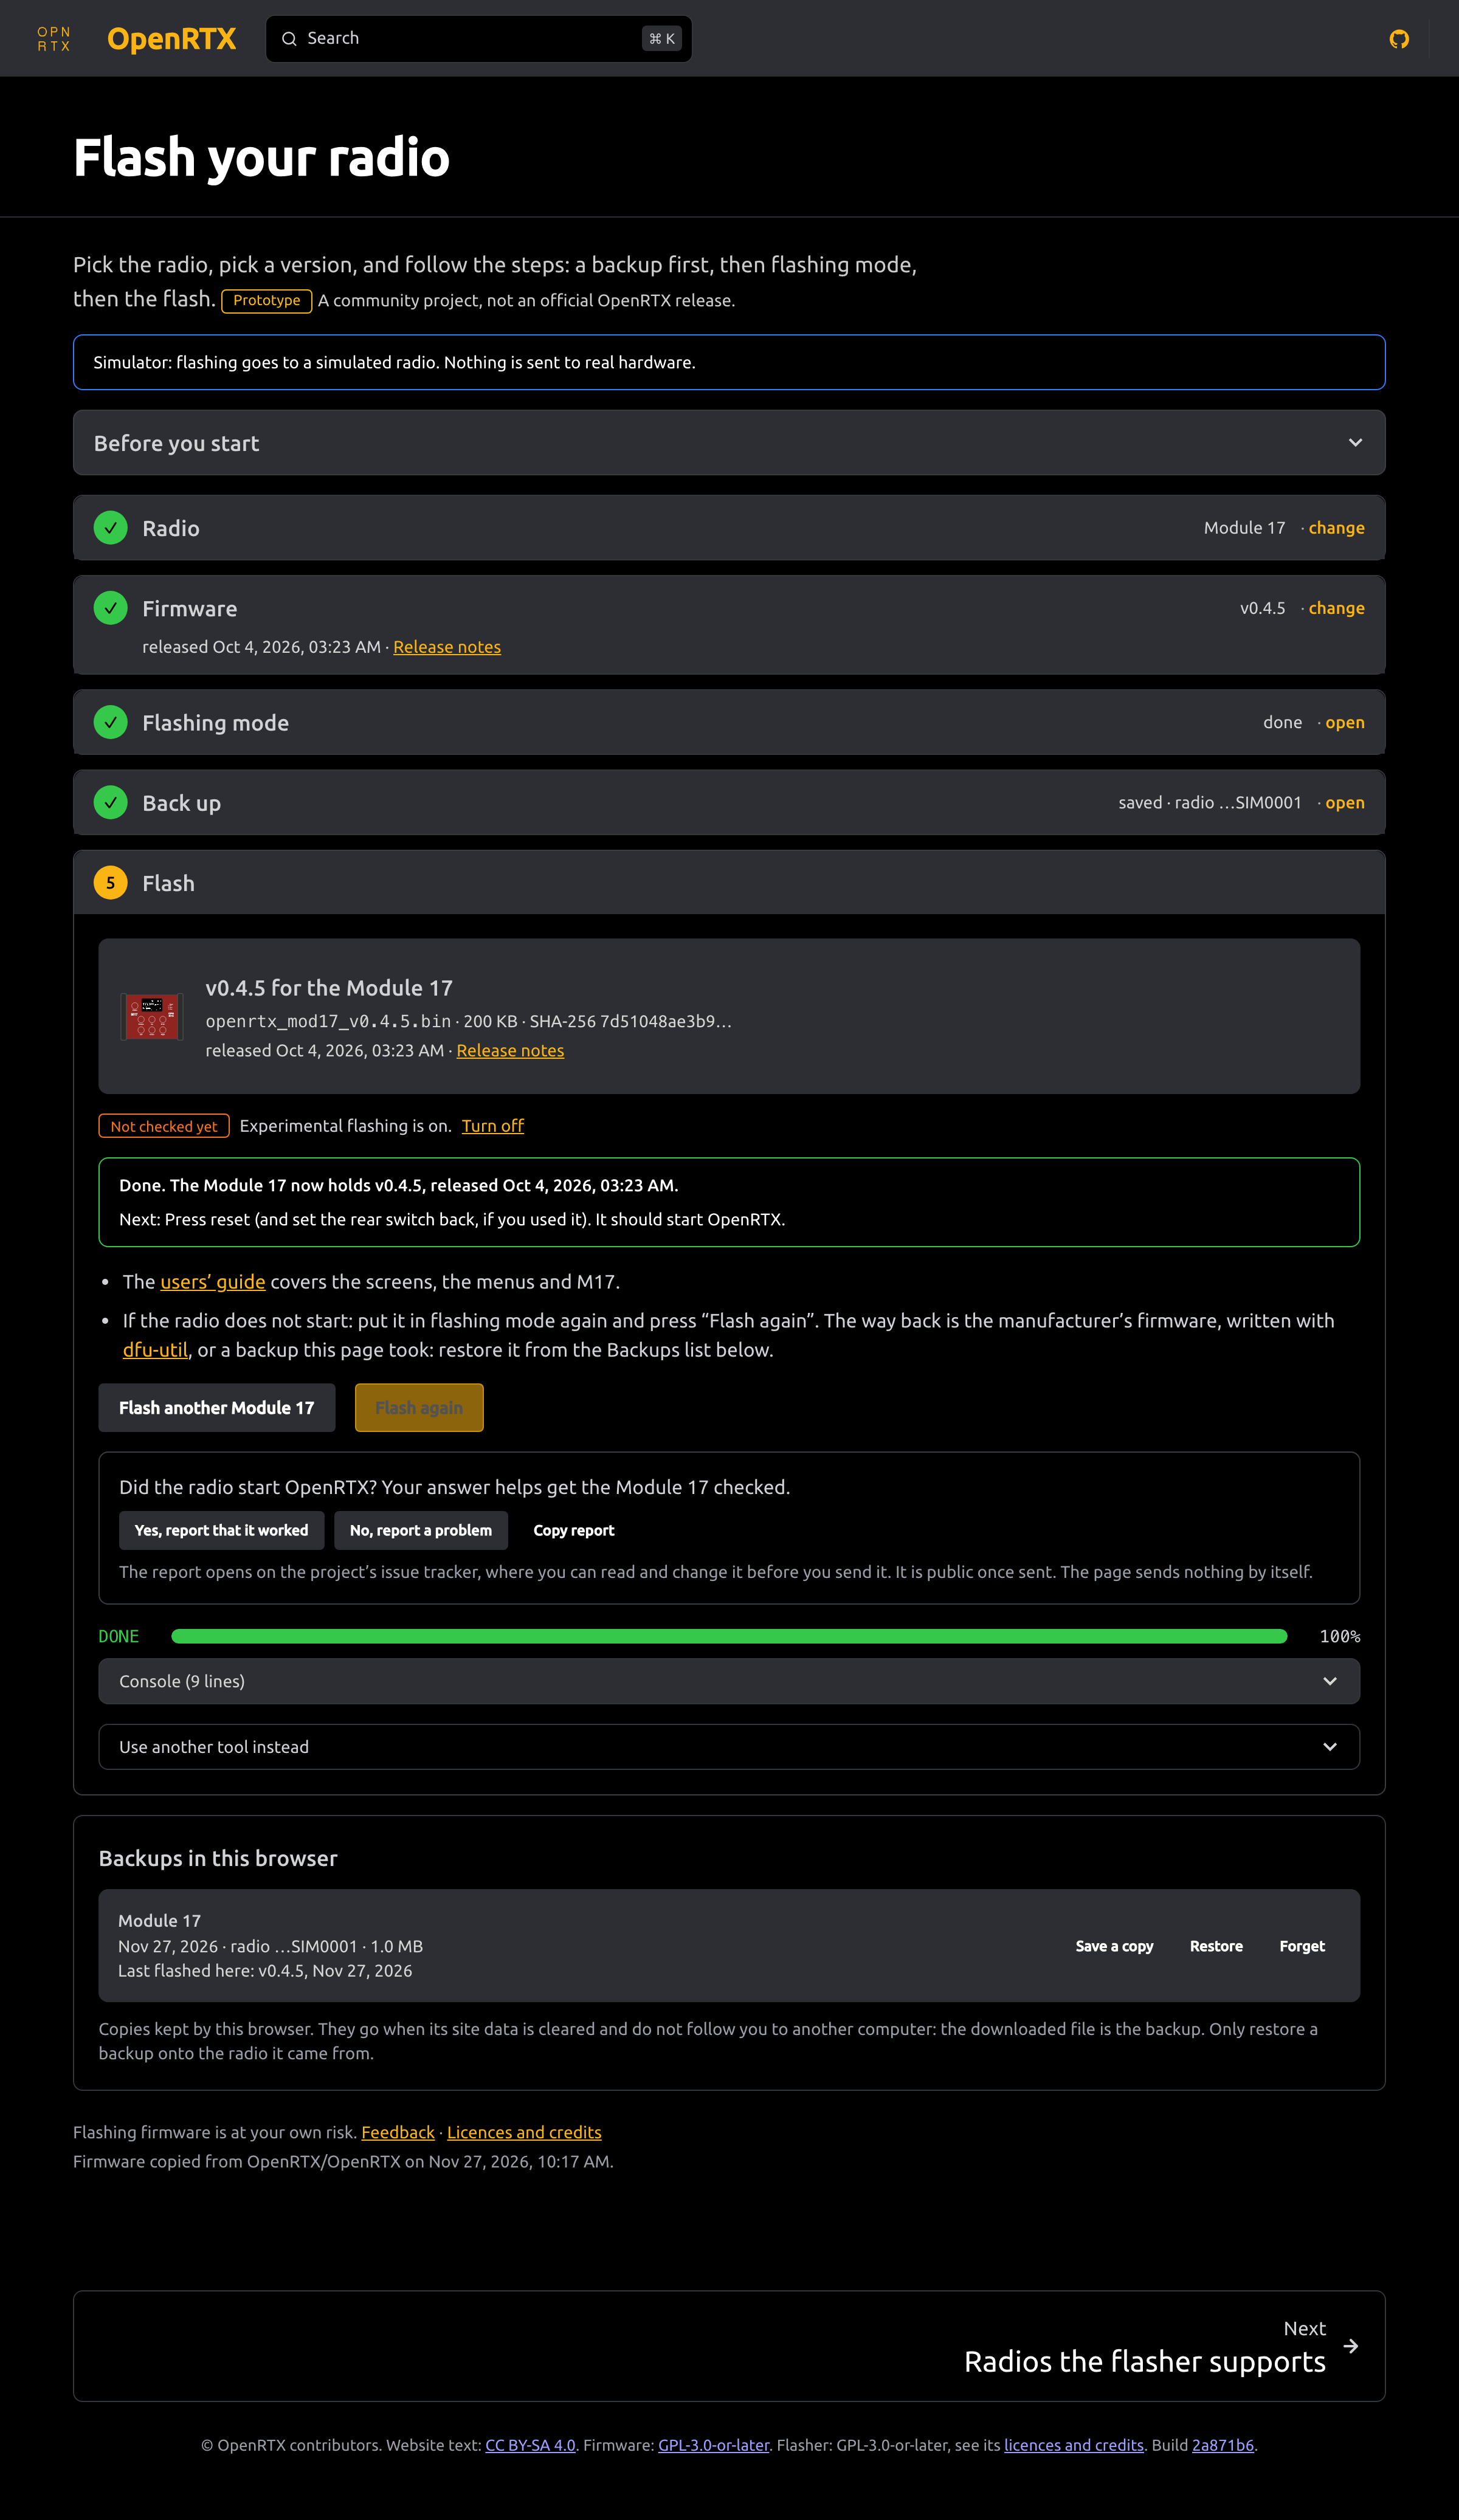 OPN
RTX
OpenRTX
Search
⌘ K
Flash your radio
Pick the radio, pick a version, and follow the steps: a backup first, then flashing mode,
then the flash. Prototype A community project, not an official OpenRTX release.
Simulator: flashing goes to a simulated radio. Nothing is sent to real hardware.
Before you start
Radio
Module 17 · change
Firmware
v0.4.5 · change
released Oct 4, 2026, 03:23 AM · Release notes
Flashing mode
done · open
Back up
saved · radio …SIM0001 · open
5 Flash
v0.4.5 for the Module 17
openrtx_mod17_v0.4.5.bin · 200 KB · SHA-256 7d51048ae3b9…
released Oct 4, 2026, 03:23 AM · Release notes
Not checked yet Experimental flashing is on. Turn off
Done. The Module 17 now holds v0.4.5, released Oct 4, 2026, 03:23 AM.
Next: Press reset (and set the rear switch back, if you used it). It should start OpenRTX.
• The users’ guide covers the screens, the menus and M17.
• If the radio does not start: put it in flashing mode again and press “Flash again”. The way back is the manufacturer’s firmware, written with
dfu-util, or a backup this page took: restore it from the Backups list below.
Flash another Module 17 Flash again
Did the radio start OpenRTX? Your answer helps get the Module 17 checked.
Yes, report that it worked No, report a problem Copy report
The report opens on the project’s issue tracker, where you can read and change it before you send it. It is public once sent. The page sends nothing by itself.
DONE 100%
Console (9 lines)
Use another tool instead
Backups in this browser
Module 17
Nov 27, 2026 · radio …SIM0001 · 1.0 MB
Last flashed here: v0.4.5, Nov 27, 2026
Save a copy Restore Forget
Copies kept by this browser. They go when its site data is cleared and do not follow you to another computer: the downloaded file is the backup. Only restore a
backup onto the radio it came from.
Flashing firmware is at your own risk. Feedback · Licences and credits
Firmware copied from OpenRTX/OpenRTX on Nov 27, 2026, 10:17 AM.
Next
Radios the flasher supports
© OpenRTX contributors. Website text: CC BY-SA 4.0. Firmware: GPL-3.0-or-later. Flasher: GPL-3.0-or-later, see its licences and credits. Build 2a871b6.